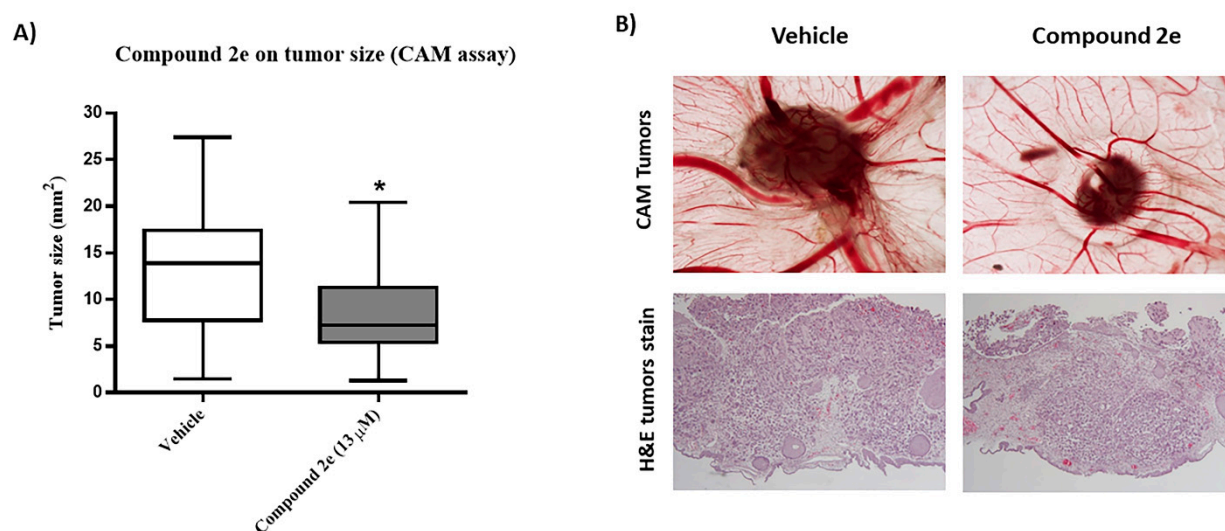 A)
Compound 2e on tumor size (CAM assay)
Tumor size (mm²)
30
25
20
15
10
5
0
*
Vehicle
Compound 2e (13 μM)
B)
Vehicle
Compound 2e
CAM Tumors
H&E tumors stain